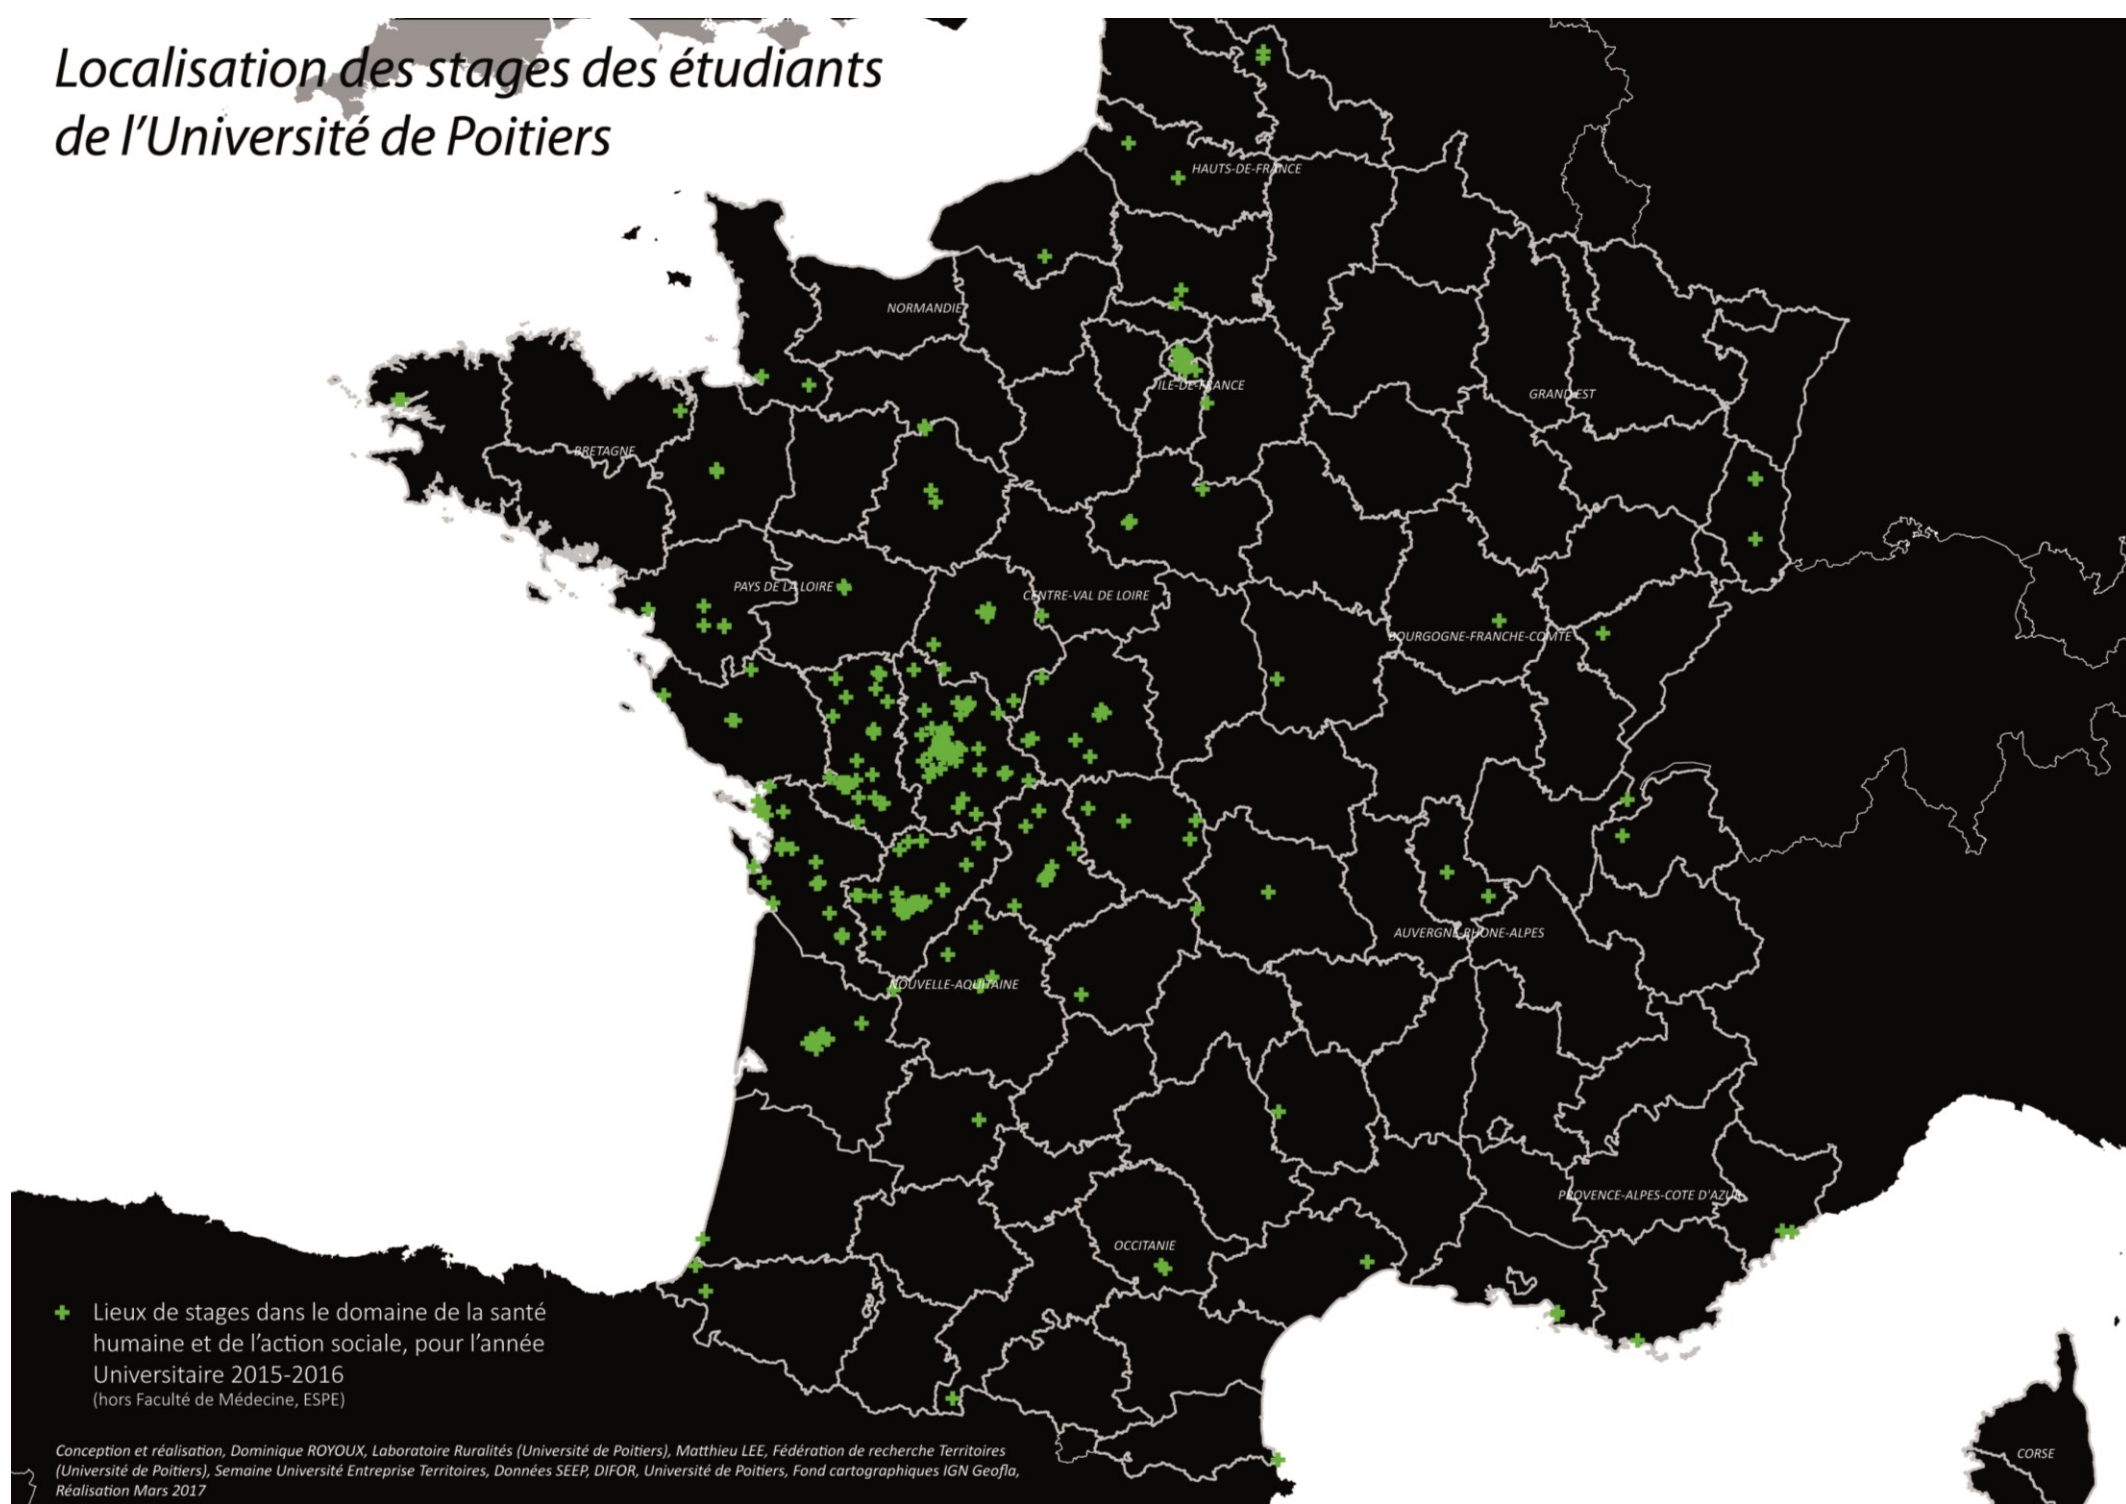 Localisation des stages des étudiants
de l'Université de Poitiers
HAUTS-DE-FRANCE
NORMANDIE
ILE-DE-FRANCE
GRAND EST
BRETAGNE
PAYS DE LA LOIRE
CENTRE-VAL DE LOIRE
BOURGOGNE-FRANCHE-COMTE
AUVERGNE-RHONE-ALPES
NOUVELLE-AQUITAINE
PROVENCE-ALPES-COTE D'AZUR
OCCITANIE
Lieux de stages dans le domaine de la santé
humaine et de l'action sociale, pour l'année
Universitaire 2015-2016
(hors Faculté de Médecine, ESPE)
Conception et réalisation, Dominique ROYOUX, Laboratoire Ruralités (Université de Poitiers), Matthieu LEE, Fédération de recherche Territoires
(Université de Poitiers), Semaine Université Entreprise Territoires, Données SEEP, DIFOR, Université de Poitiers, Fond cartographiques IGN Geofla,
Réalisation Mars 2017
CORSE